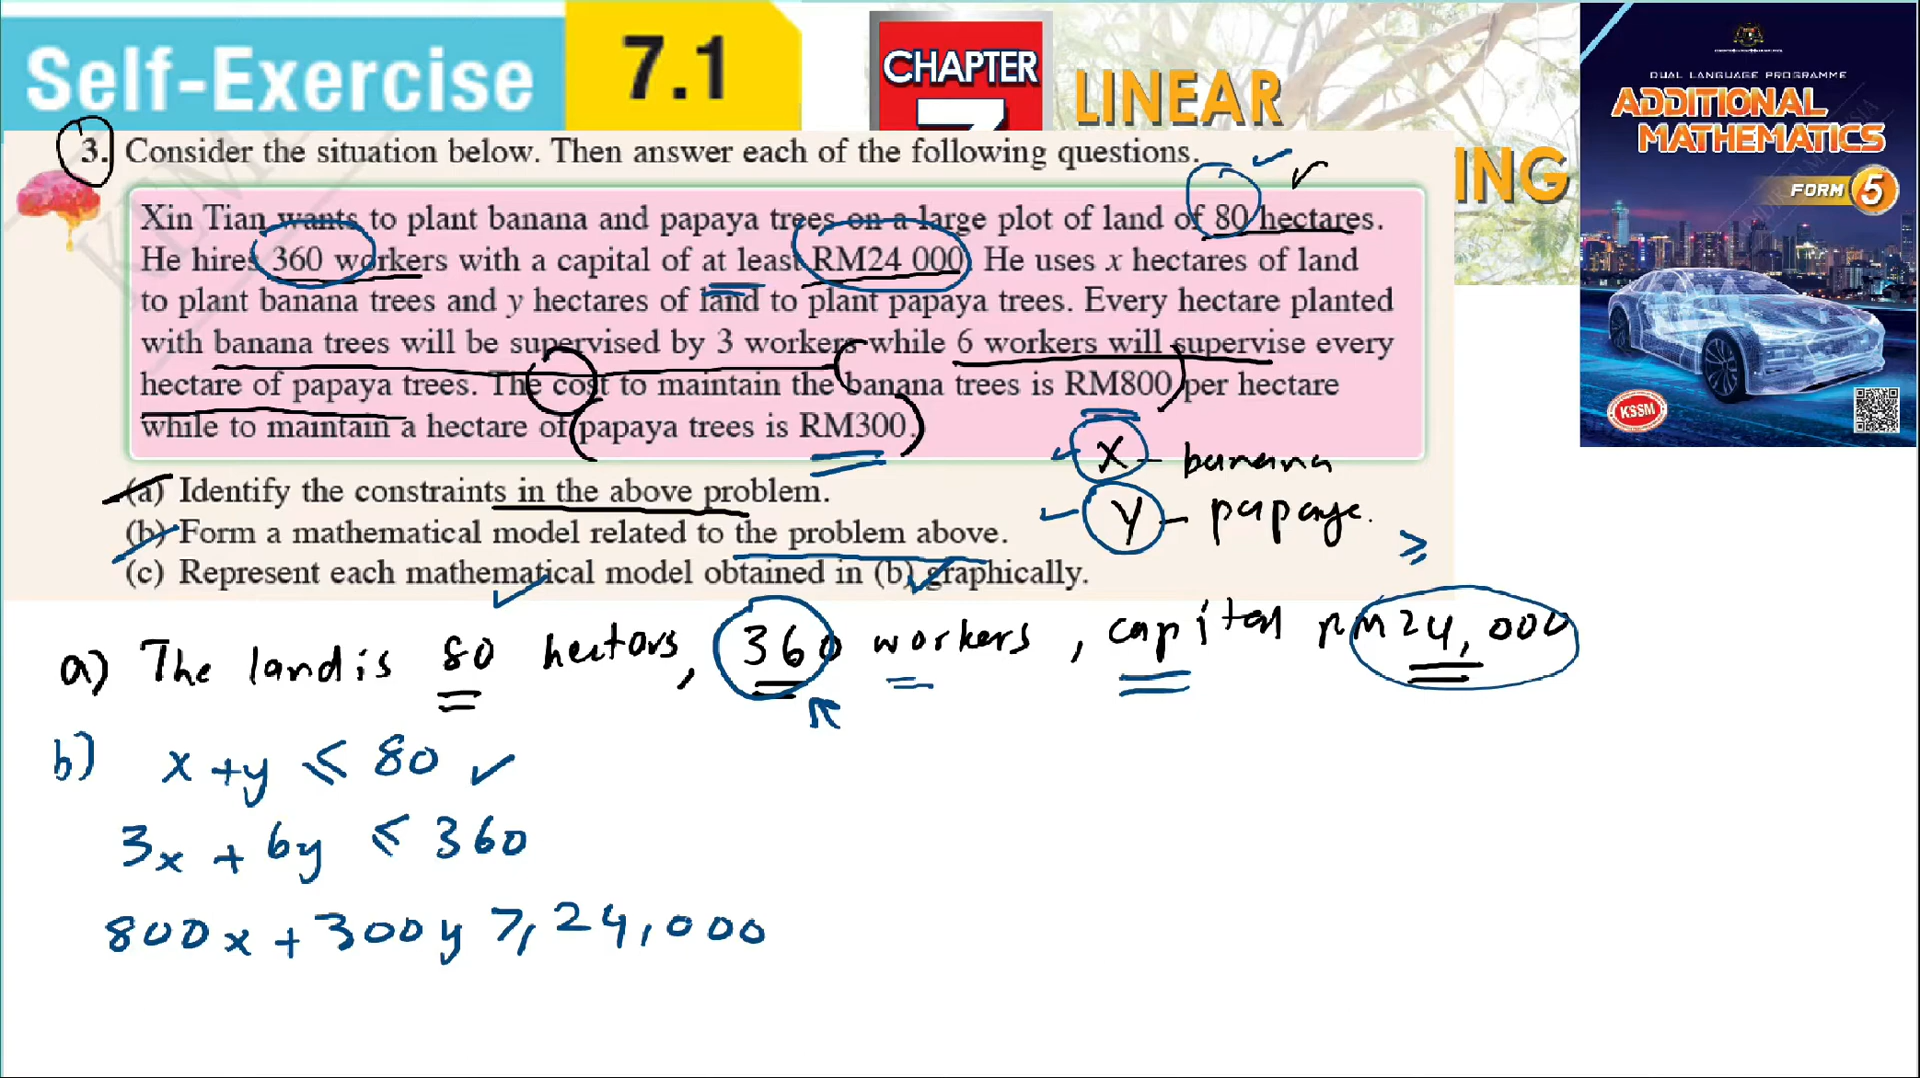 Self-Exercise 7.1
CHAPTER
7
LINEAR
ING
DUAL LANGUAGE PROGRAMME
ADDITIONAL
MATHEMATICS
FORM 5
KSSM
3. Consider the situation below. Then answer each of the following questions.
Xin Tian wants to plant banana and papaya trees on a large plot of land of 80 hectares.
He hires 360 workers with a capital of at least RM24 000. He uses x hectares of land
to plant banana trees and y hectares of land to plant papaya trees. Every hectare planted
with banana trees will be supervised by 3 workers while 6 workers will supervise every
hectare of papaya trees. The cost to maintain the banana trees is RM800 per hectare
while to maintain a hectare of papaya trees is RM300.
x - banana
y - papaya.
≥
(a) Identify the constraints in the above problem.
(b) Form a mathematical model related to the problem above.
(c) Represent each mathematical model obtained in (b) graphically.
a) The land is 80 hectors, 360 workers, capital RM24,000
b) x + y ≤ 80
3x + 6y ≤ 360
800x + 300y ≥ 24,000